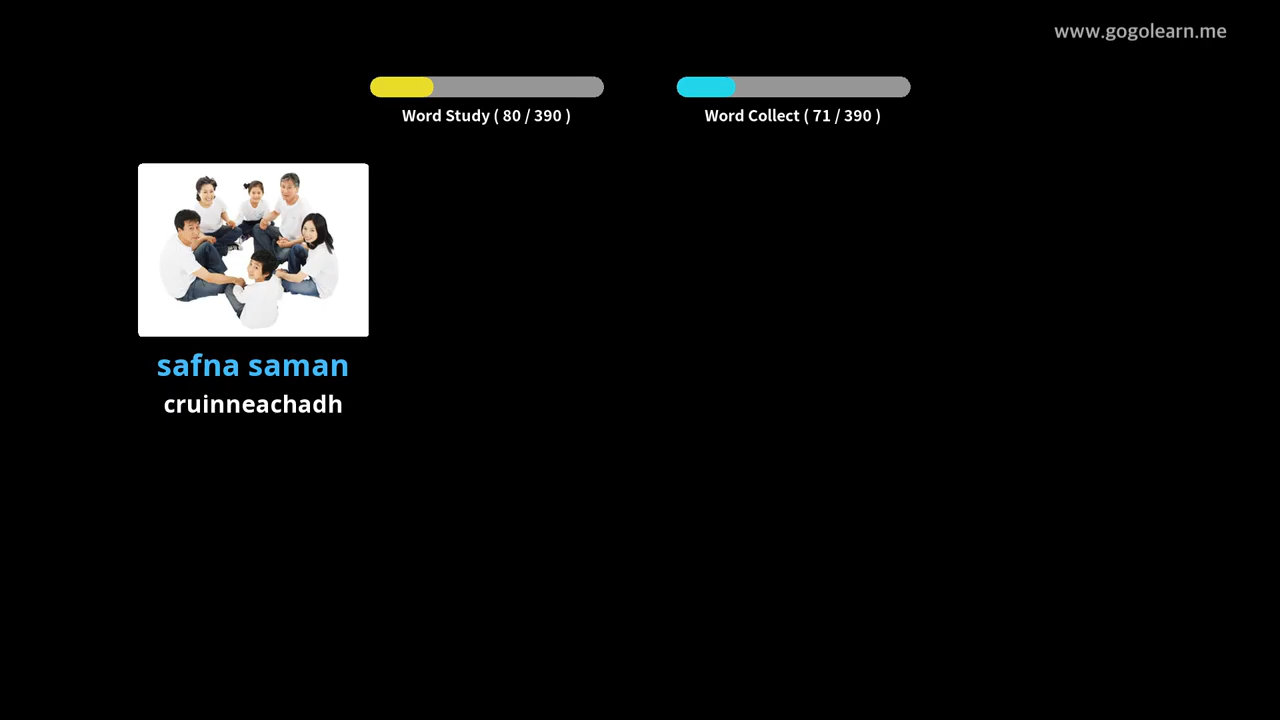 www.gogolearn.me
Word Study ( 80 / 390 )
Word Collect ( 71 / 390 )
safna saman
cruinneachadh